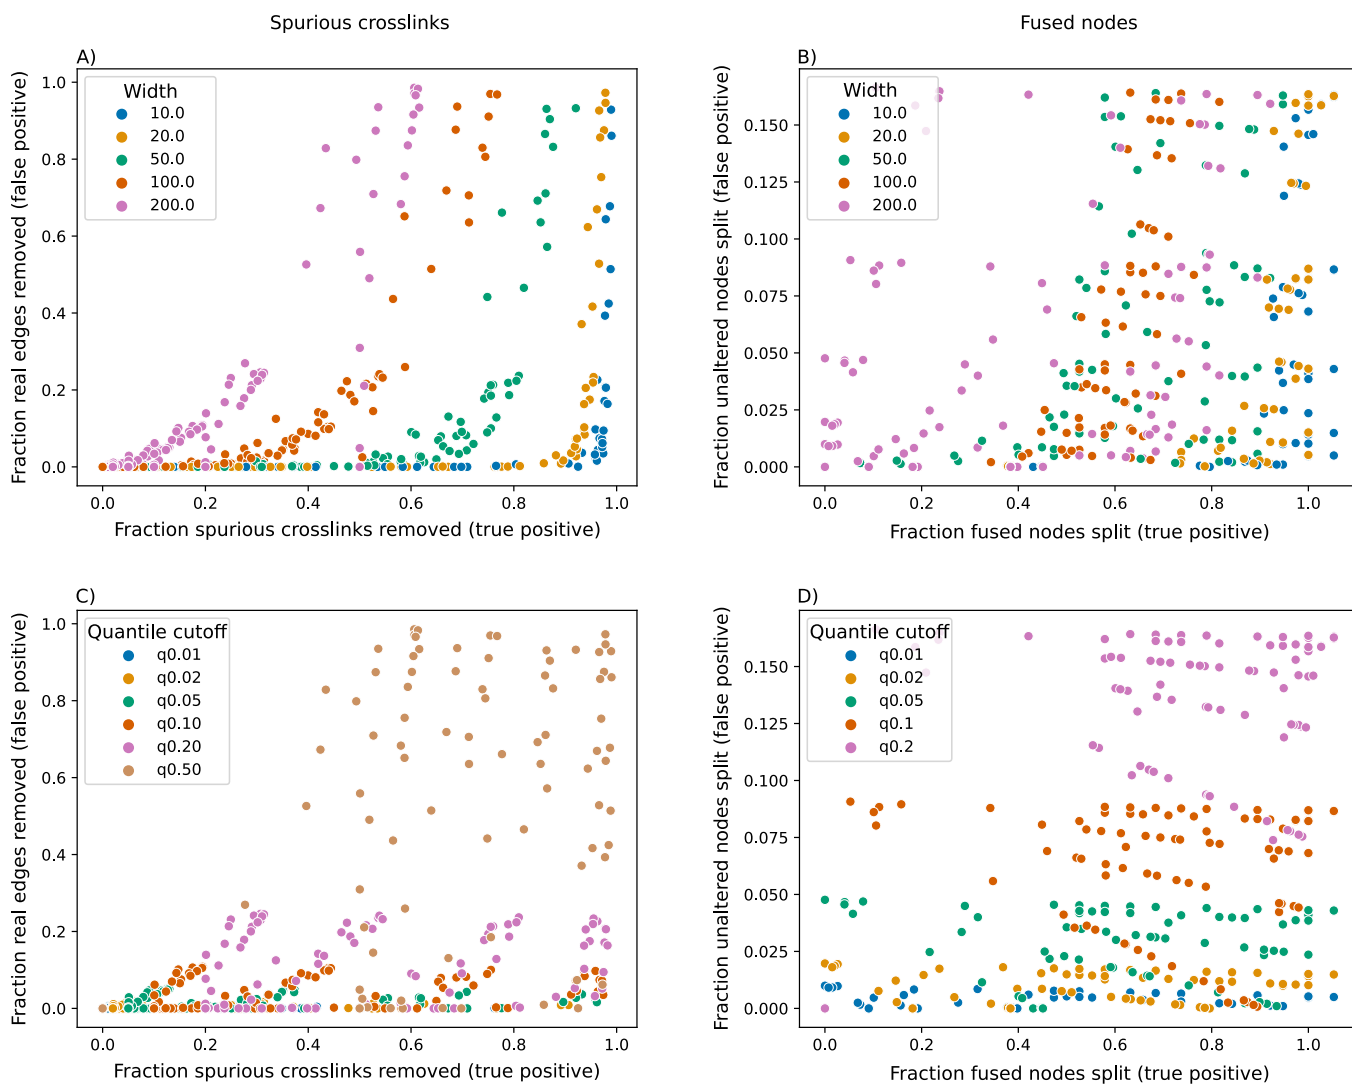 Spurious crosslinks
Fused nodes
A)
B)
Fraction real edges removed (false positive)
1.0
0.8
0.6
0.4
0.2
0.0
Width
10.0
20.0
50.0
100.0
200.0
0.0 0.2 0.4 0.6 0.8 1.0
Fraction spurious crosslinks removed (true positive)
Fraction unaltered nodes split (false positive)
0.150
0.125
0.100
0.075
0.050
0.025
0.000
Width
10.0
20.0
50.0
100.0
200.0
0.0 0.2 0.4 0.6 0.8 1.0
Fraction fused nodes split (true positive)
C)
D)
Fraction real edges removed (false positive)
1.0
0.8
0.6
0.4
0.2
0.0
Quantile cutoff
q0.01
q0.02
q0.05
q0.10
q0.20
q0.50
0.0 0.2 0.4 0.6 0.8 1.0
Fraction spurious crosslinks removed (true positive)
Fraction unaltered nodes split (false positive)
0.150
0.125
0.100
0.075
0.050
0.025
0.000
Quantile cutoff
q0.01
q0.02
q0.05
q0.1
q0.2
0.0 0.2 0.4 0.6 0.8 1.0
Fraction fused nodes split (true positive)